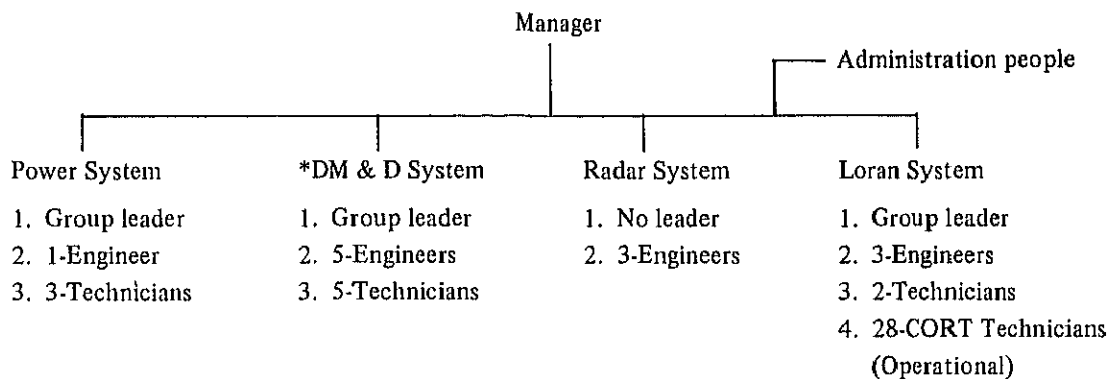 Manager
Administration people
Power System
1. Group leader
2. 1-Engineer
3. 3-Technicians
*DM & D System
1. Group leader
2. 5-Engineers
3. 5-Technicians
Radar System
1. No leader
2. 3-Engineers
Loran System
1. Group leader
2. 3-Engineers
3. 2-Technicians
4. 28-CORT Technicians
(Operational)